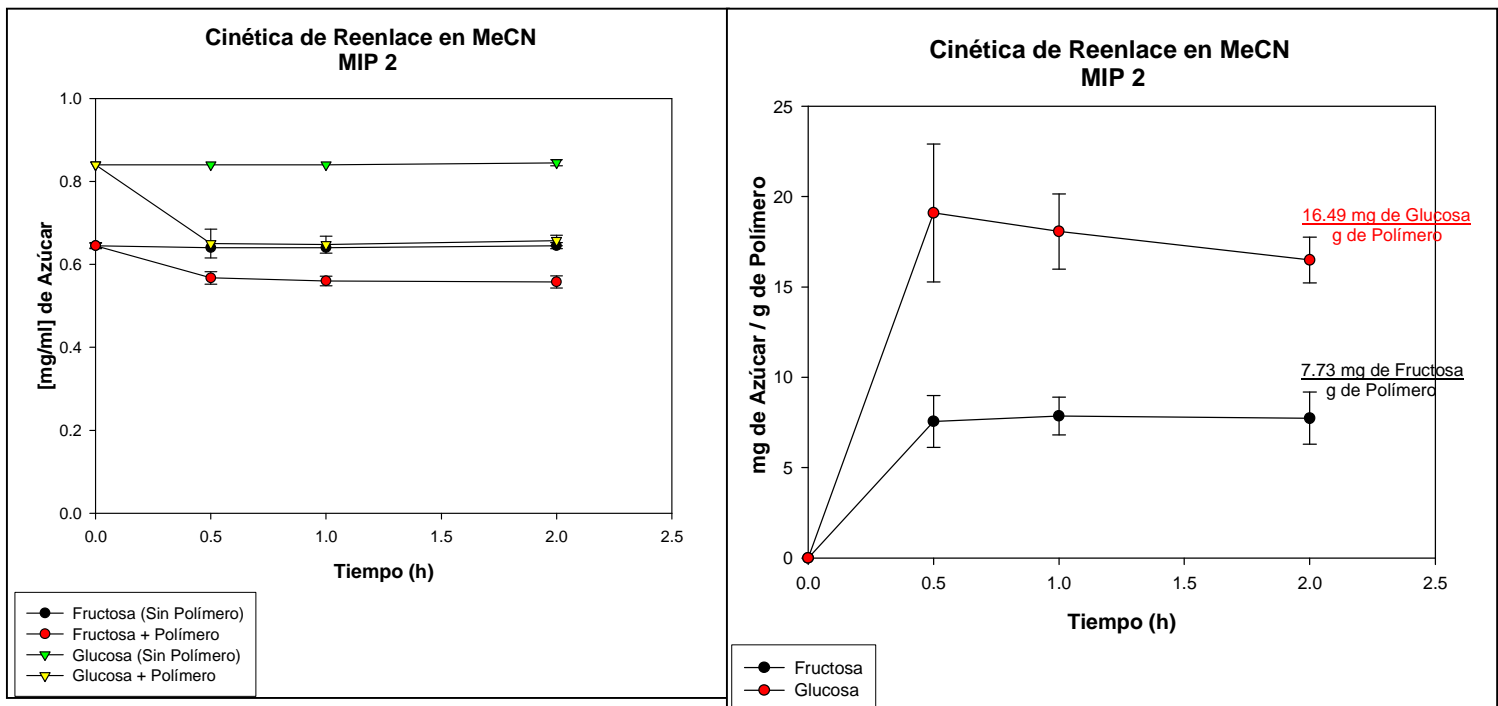 Cinética de Reenlace en MeCN
MIP 2
[mg/ml] de Azúcar
1.0
0.8
0.6
0.4
0.2
0.0
0.0 0.5 1.0 1.5 2.0 2.5
Tiempo (h)
Fructosa (Sin Polímero)
Fructosa + Polímero
Glucosa (Sin Polímero)
Glucosa + Polímero
Cinética de Reenlace en MeCN
MIP 2
mg de Azúcar / g de Polímero
25
20
15
10
5
0
16.49 mg de Glucosa
g de Polímero
7.73 mg de Fructosa
g de Polímero
0.0 0.5 1.0 1.5 2.0 2.5
Tiempo (h)
Fructosa
Glucosa